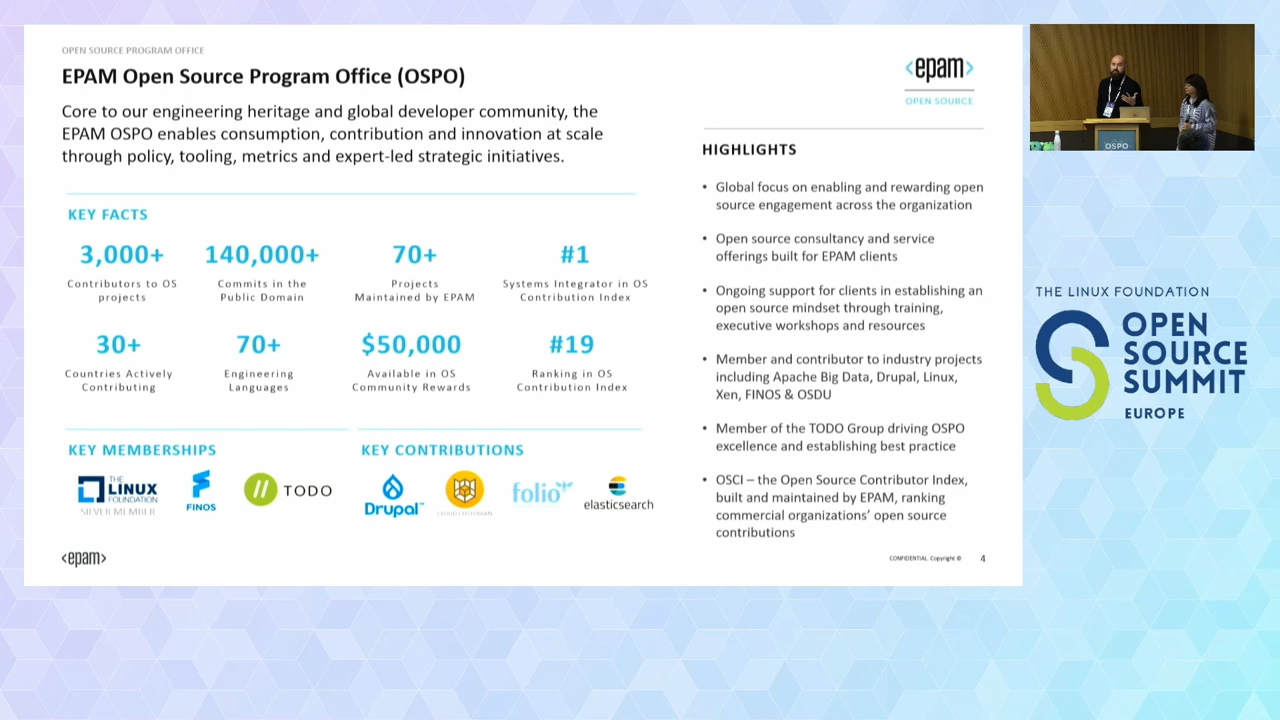 OPEN SOURCE PROGRAM OFFICE
EPAM Open Source Program Office (OSPO)
Core to our engineering heritage and global developer community, the
EPAM OSPO enables consumption, contribution and innovation at scale
through policy, tooling, metrics and expert-led strategic initiatives.
KEY FACTS
3,000+
Contributors to OS
projects
140,000+
Commits in the
Public Domain
70+
Projects
Maintained by EPAM
#1
Systems Integrator in OS
Contribution Index
30+
Countries Actively
Contributing
70+
Engineering
Languages
$50,000
Available in OS
Community Rewards
#19
Ranking in OS
Contribution Index
KEY MEMBERSHIPS
THE
LINUX
FOUNDATION
SILVER MEMBER
FINOS
TODO
KEY CONTRIBUTIONS
Drupal™
CLOUD CUSTODIAN
folio
elasticsearch
<epam>
<epam>
OPEN SOURCE
HIGHLIGHTS
• Global focus on enabling and rewarding open
source engagement across the organization
• Open source consultancy and service
offerings built for EPAM clients
• Ongoing support for clients in establishing an
open source mindset through training,
executive workshops and resources
• Member and contributor to industry projects
including Apache Big Data, Drupal, Linux,
Xen, FINOS & OSDU
• Member of the TODO Group driving OSPO
excellence and establishing best practice
• OSCI – the Open Source Contributor Index,
built and maintained by EPAM, ranking
commercial organizations' open source
contributions
CONFIDENTIAL. Copyright ©
4
OSPO
THE LINUX FOUNDATION
OPEN
SOURCE
SUMMIT
EUROPE